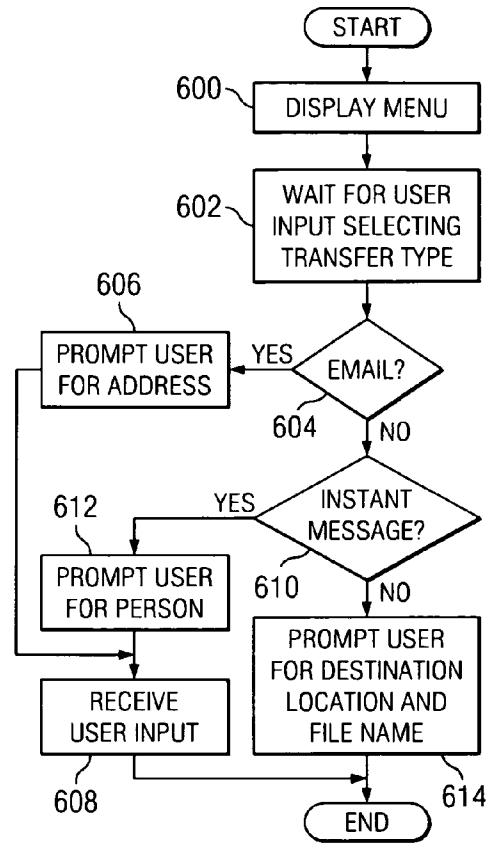 START
600
DISPLAY MENU
602
WAIT FOR USER
INPUT SELECTING
TRANSFER TYPE
606
PROMPT USER
FOR ADDRESS
YES
EMAIL?
604
NO
YES
INSTANT
MESSAGE?
610
612
PROMPT USER
FOR PERSON
NO
PROMPT USER
FOR DESTINATION
LOCATION AND
FILE NAME
614
RECEIVE
USER INPUT
608
END